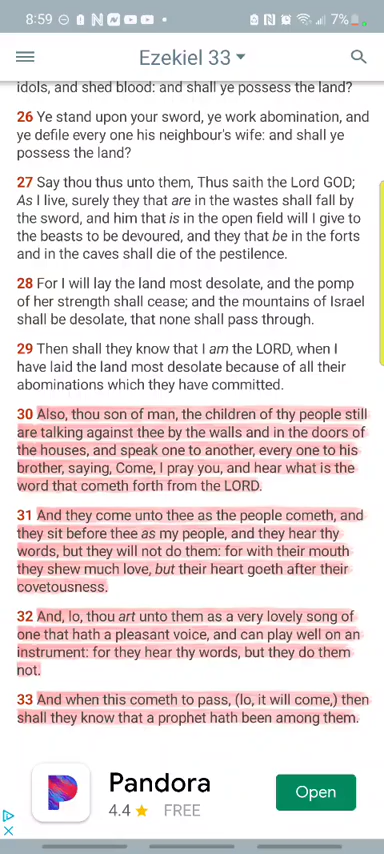 8:59 7%
Ezekiel 33
idols, and shed blood: and shall ye possess the land?
26 Ye stand upon your sword, ye work abomination, and
ye defile every one his neighbour's wife: and shall ye
possess the land?
27 Say thou thus unto them, Thus saith the Lord GOD;
As I live, surely they that are in the wastes shall fall by
the sword, and him that is in the open field will I give to
the beasts to be devoured, and they that be in the forts
and in the caves shall die of the pestilence.
28 For I will lay the land most desolate, and the pomp
of her strength shall cease; and the mountains of Israel
shall be desolate, that none shall pass through.
29 Then shall they know that I am the LORD, when I
have laid the land most desolate because of all their
abominations which they have committed.
30 Also, thou son of man, the children of thy people still
are talking against thee by the walls and in the doors of
the houses, and speak one to another, every one to his
brother, saying, Come, I pray you, and hear what is the
word that cometh forth from the LORD.
31 And they come unto thee as the people cometh, and
they sit before thee as my people, and they hear thy
words, but they will not do them: for with their mouth
they shew much love, but their heart goeth after their
covetousness.
32 And, lo, thou art unto them as a very lovely song of
one that hath a pleasant voice, and can play well on an
instrument: for they hear thy words, but they do them
not.
33 And when this cometh to pass, (lo, it will come,) then
shall they know that a prophet hath been among them.
Pandora
4.4 FREE
Open